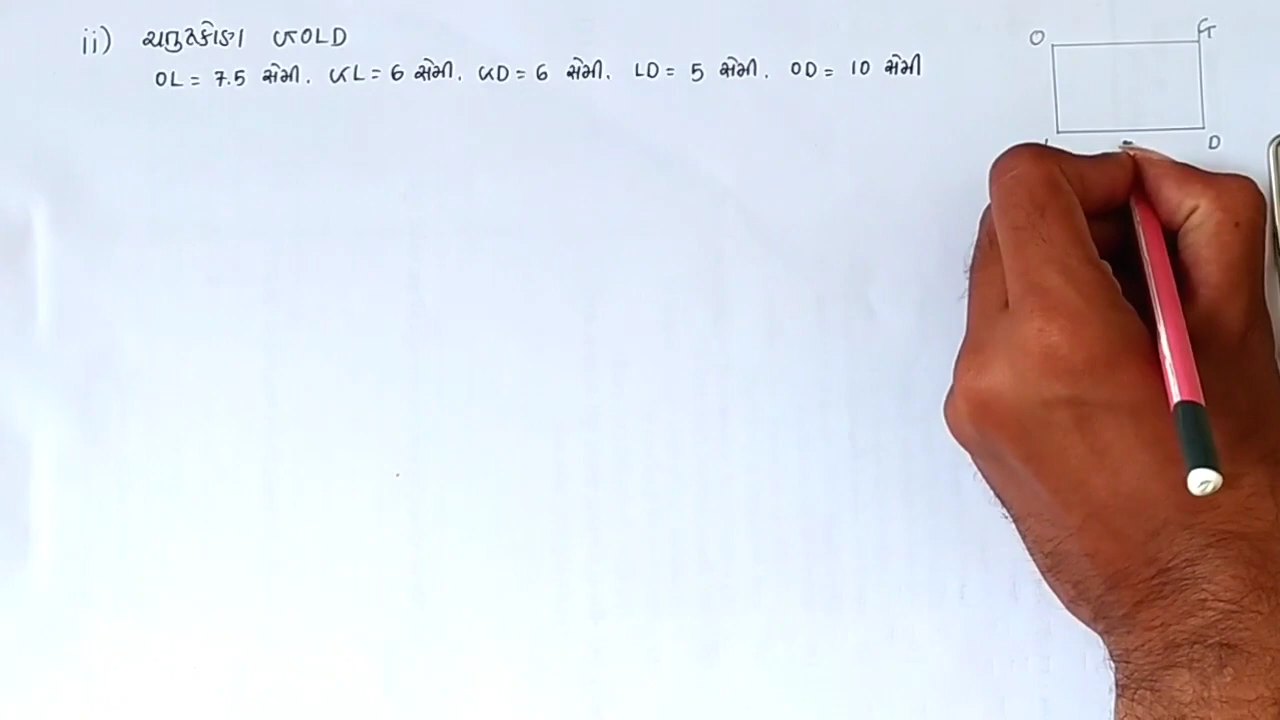 ii) ચતુષ્કોણ GOLD
OL = 7.5 સેમી. GL = 6 સેમી. GD = 6 સેમી. LD = 5 સેમી. OD = 10 સેમી
O G
D